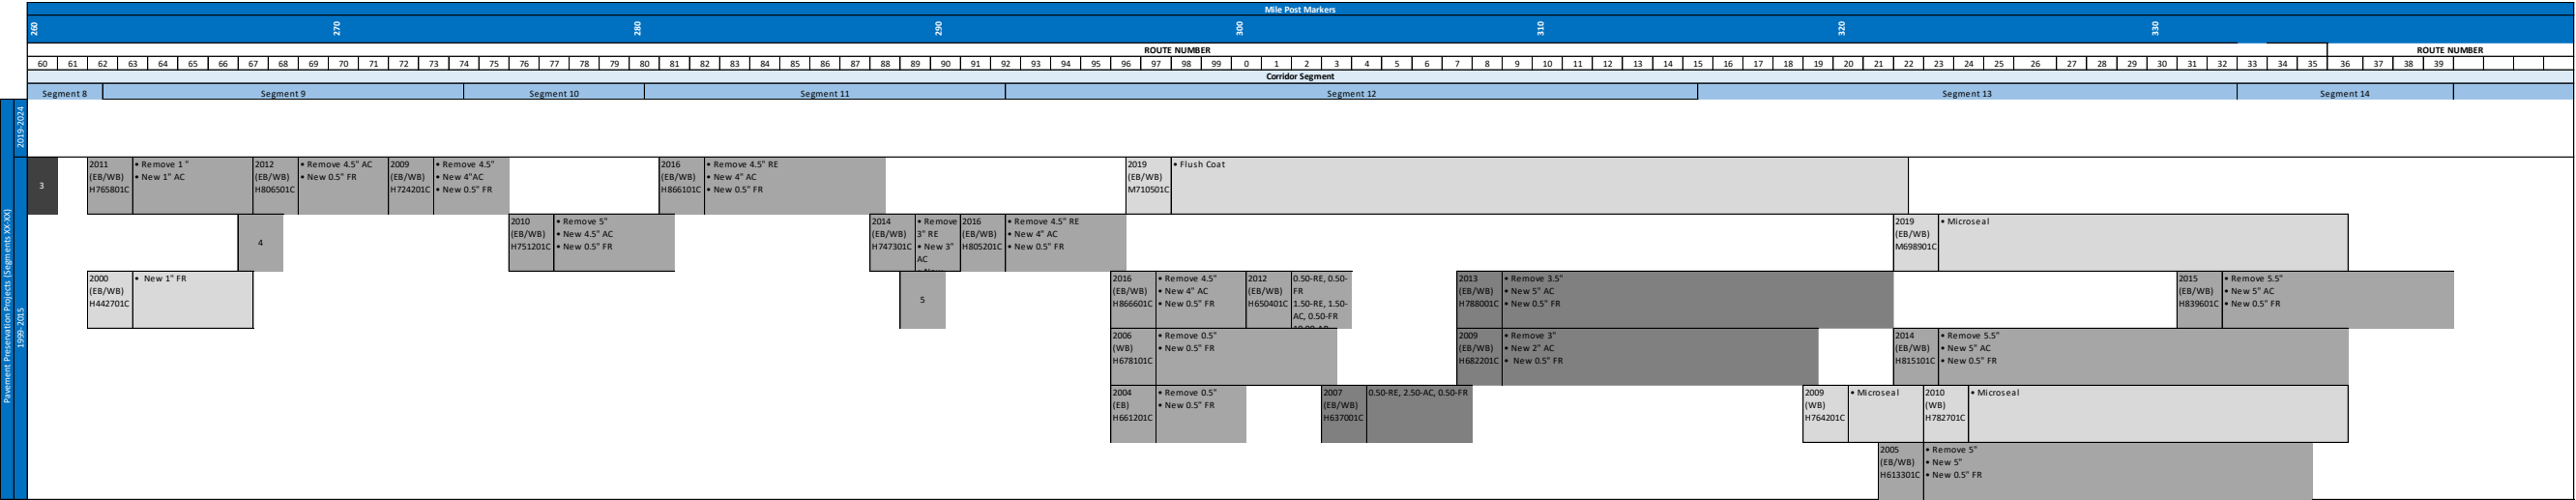 Mile Post Markers
260 270 280 290 300 310 320 330
ROUTE NUMBER ROUTE NUMBER
60 61 62 63 64 65 66 67 68 69 70 71 72 73 74 75 76 77 78 79 80 81 82 83 84 85 86 87 88 89 90 91 92 93 94 95 96 97 98 99 0 1 2 3 4 5 6 7 8 9 10 11 12 13 14 15 16 17 18 19 20 21 22 23 24 25 26 27 28 29 30 31 32 33 34 35 36 37 38 39
Corridor Segment
Segment 8 Segment 9 Segment 10 Segment 11 Segment 12 Segment 13 Segment 14
Pavement Preservation Projects (Segments XX-XX)
2019-2024
1999-2015
3
2011
(EB/WB)
H765801C
• Remove 1 "
• New 1" AC
2012
(EB/WB)
H806501C
• Remove 4.5" AC
• New 0.5" FR
2009
(EB/WB)
H724201C
• Remove 4.5"
• New 4"AC
• New 0.5" FR
2016
(EB/WB)
H866101C
• Remove 4.5" RE
• New 4" AC
• New 0.5" FR
2019
(EB/WB)
M710501C
• Flush Coat
4
2010
(EB/WB)
H751201C
• Remove 5"
• New 4.5" AC
• New 0.5" FR
2014
(EB/WB)
H747301C
• Remove
3" RE
• New 3"
AC
2016
(EB/WB)
H805201C
• Remove 4.5" RE
• New 4" AC
• New 0.5" FR
2019
(EB/WB)
M698901C
• Microseal
2000
(EB/WB)
H442701C
• New 1" FR
5
2016
(EB/WB)
H866601C
• Remove 4.5"
• New 4" AC
• New 0.5" FR
2012
(EB/WB)
H650401C
0.50-RE, 0.50-
FR
1.50-RE, 1.50-
AC, 0.50-FR
2013
(EB/WB)
H788001C
• Remove 3.5"
• New 5" AC
• New 0.5" FR
2015
(EB/WB)
H839601C
• Remove 5.5"
• New 5" AC
• New 0.5" FR
2006
(WB)
H678101C
• Remove 0.5"
• New 0.5" FR
2009
(EB/WB)
H682201C
• Remove 3"
• New 2" AC
• New 0.5" FR
2014
(EB/WB)
H815101C
• Remove 5.5"
• New 5" AC
• New 0.5" FR
2004
(EB)
H661201C
• Remove 0.5"
• New 0.5" FR
2007
(EB/WB)
H637001C
0.50-RE, 2.50-AC, 0.50-FR
2009
(WB)
H764201C
• Microseal
2010
(WB)
H782701C
• Microseal
2005
(EB/WB)
H613301C
• Remove 5"
• New 5"
• New 0.5" FR